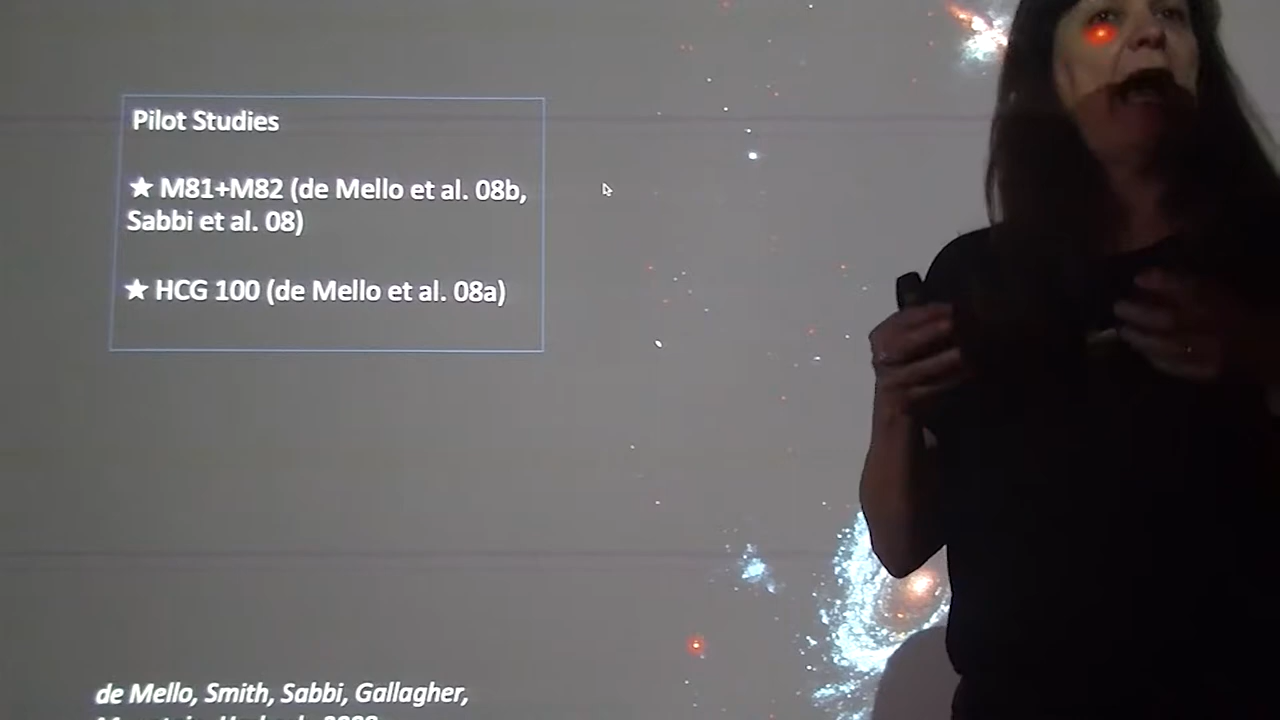 Pilot Studies
★ M81+M82 (de Mello et al. 08b,
Sabbi et al. 08)
★ HCG 100 (de Mello et al. 08a)
de Mello, Smith, Sabbi, Gallagher,